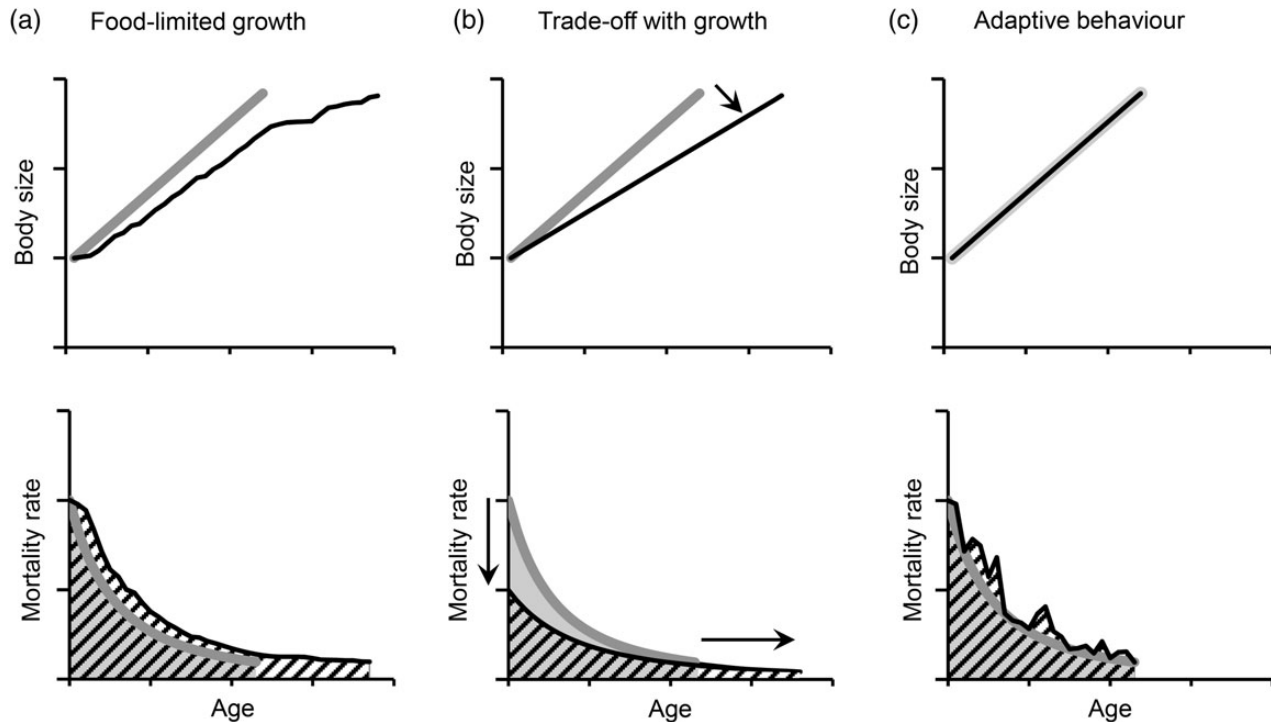 (a) Food-limited growth
(b) Trade-off with growth
(c) Adaptive behaviour
Body size
Body size
Body size
Mortality rate
Mortality rate
Mortality rate
Age
Age
Age